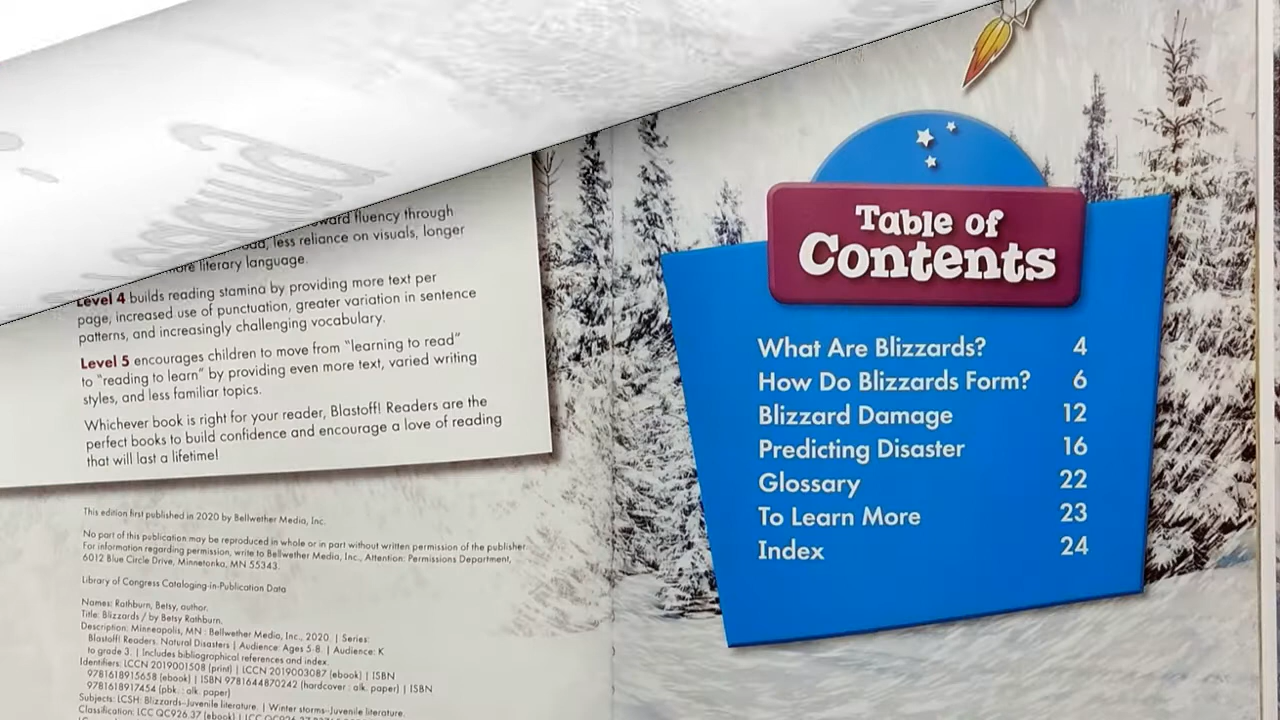 ward fluency through
less reliance on visuals, longer
more literary language.
Level 4 builds reading stamina by providing more text per
page, increased use of punctuation, greater variation in sentence
patterns, and increasingly challenging vocabulary.
Level 5 encourages children to move from “learning to read”
to “reading to learn” by providing even more text, varied writing
styles, and less familiar topics.
Whichever book is right for your reader, Blastoff! Readers are the
perfect books to build confidence and encourage a love of reading
that will last a lifetime!
This edition first published in 2020 by Bellwether Media, Inc.
No part of this publication may be reproduced in whole or in part without written permission of the publisher.
For information regarding permission, write to Bellwether Media, Inc., Attention: Permissions Department,
6012 Blue Circle Drive, Minnetonka, MN 55343.
Library of Congress Cataloging-in-Publication Data
Names: Rathburn, Betsy, author.
Title: Blizzards / by Betsy Rathburn.
Description: Minneapolis, MN : Bellwether Media, Inc., 2020. | Series:
Blastoff! Readers. Natural Disasters | Audience: Ages 5-8. | Audience: K
to grade 3. | Includes bibliographical references and index.
Identifiers: LCCN 2019001508 (print) | LCCN 2019003087 (ebook) | ISBN
9781618915658 (ebook) | ISBN 9781644870242 (hardcover : alk. paper) | ISBN
9781618917454 (pbk. : alk. paper)
Subjects: LCSH: Blizzards--Juvenile literature. | Winter storms--Juvenile literature.
Classification: LCC QC926.37 (ebook) | LCC QC926.37
Table of
Contents
What Are Blizzards? 4
How Do Blizzards Form? 6
Blizzard Damage 12
Predicting Disaster 16
Glossary 22
To Learn More 23
Index 24